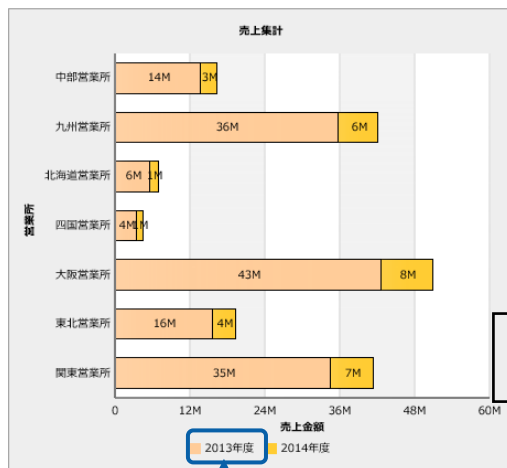 売上集計
中部営業所 14M 3M
九州営業所 36M 6M
北海道営業所 6M 1M
四国営業所 4M 1M
大阪営業所 43M 8M
東北営業所 16M 4M
関東営業所 35M 7M
営業所
0 12M 24M 36M 48M 60M
売上金額
2013年度 2014年度